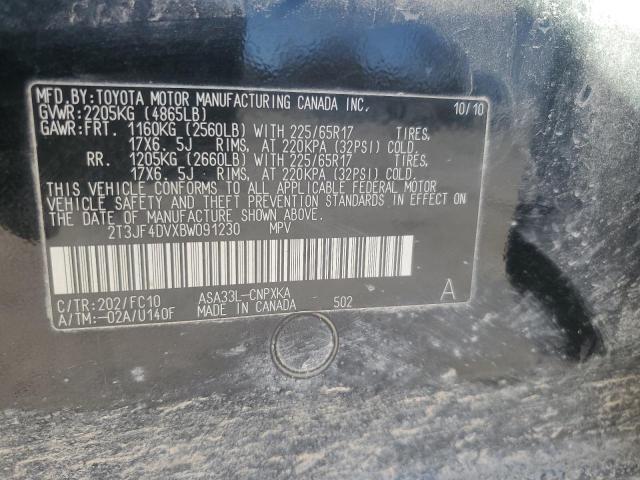 MFD.BY:TOYOTA MOTOR MANUFACTURING CANADA INC. 10/10
GVWR:2205KG (4865LB)
GAWR:FRT. 1160KG (2560LB) WITH 225/65R17 TIRES,
17X6.5J RIMS, AT 220KPA (32PSI) COLD.
RR. 1205KG (2660LB) WITH 225/65R17 TIRES,
17X6.5J RIMS, AT 220KPA (32PSI) COLD.
THIS VEHICLE CONFORMS TO ALL APPLICABLE FEDERAL MOTOR
VEHICLE SAFETY AND THEFT PREVENTION STANDARDS IN EFFECT ON
THE DATE OF MANUFACTURE SHOWN ABOVE.
2T3JF4DVXBW091230 MPV
C/TR:202/FC10 ASA33L-CNPXKA A
A/TM:-02A/U140F MADE IN CANADA 502